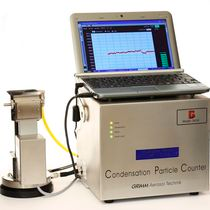 Condensation Particle Counter
GRIMM Aerosol Technik